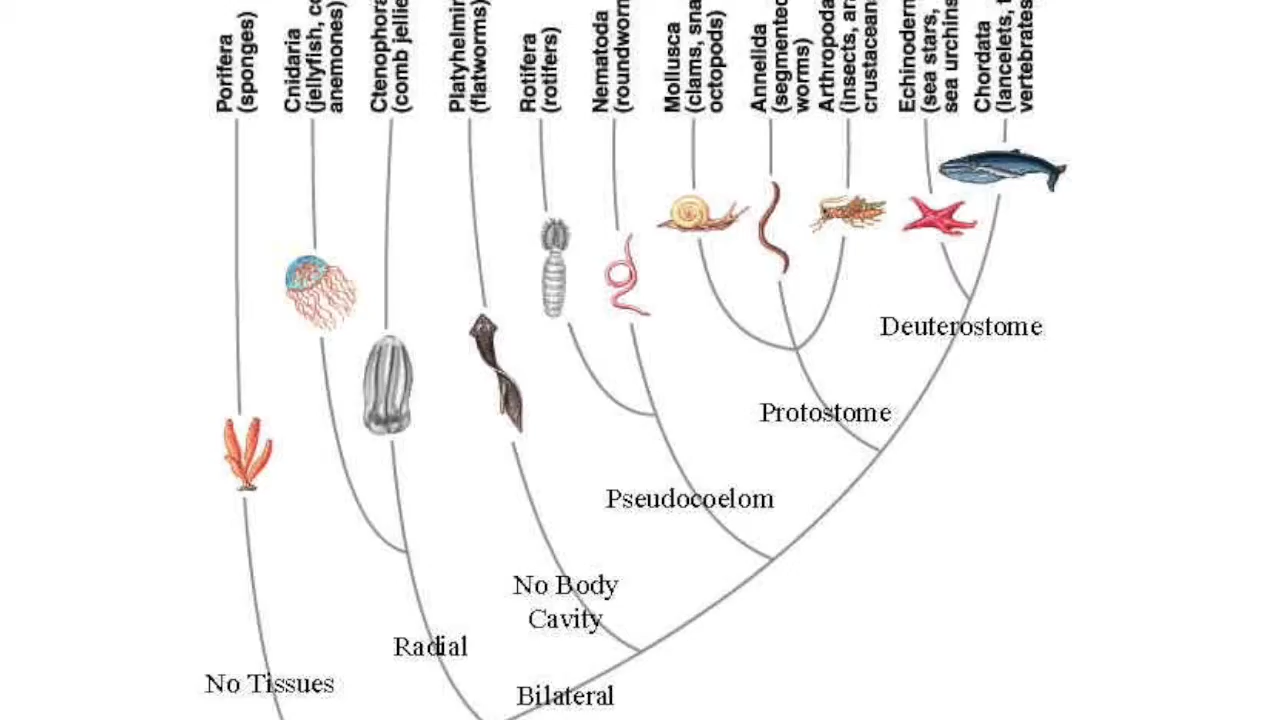 Porifera
(sponges)
Cnidaria
(jellyfish,
anemones)
Ctenophora
(comb
Platyhelmin
(flatworms)
Rotifera
(rotifers)
Nematoda
(roundworm
Mollusca
(clams,
octopods)
Annelida
(segmented
worms)
Arthropoda
(insects,
crustacean
Echinoderm
(sea stars,
sea urchins
Chordata
(lancelets,
vertebrates
Deuterostome
Protostome
Pseudocoelom
No Body
Cavity
Radial
No Tissues
Bilateral